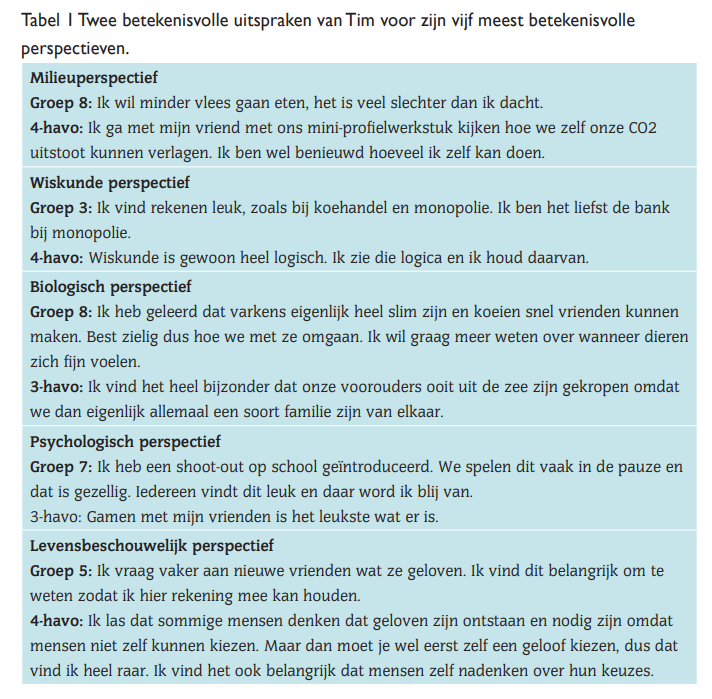 Tabel 1 Twee betekenisvolle uitspraken van Tim voor zijn vijf meest betekenisvolle
perspectieven.
Milieuperspectief
Groep 8: Ik wil minder vlees gaan eten, het is veel slechter dan ik dacht.
4-havo: Ik ga met mijn vriend met ons mini-profielwerkstuk kijken hoe we zelf onze CO2
uitstoot kunnen verlagen. Ik ben wel benieuwd hoeveel ik zelf kan doen.
Wiskunde perspectief
Groep 3: Ik vind rekenen leuk, zoals bij koehandel en monopolie. Ik ben het liefst de bank
bij monopolie.
4-havo: Wiskunde is gewoon heel logisch. Ik zie die logica en ik houd daarvan.
Biologisch perspectief
Groep 8: Ik heb geleerd dat varkens eigenlijk heel slim zijn en koeien snel vrienden kunnen
maken. Best zielig dus hoe we met ze omgaan. Ik wil graag meer weten over wanneer dieren
zich fijn voelen.
3-havo: Ik vind het heel bijzonder dat onze voorouders ooit uit de zee zijn gekropen omdat
we dan eigenlijk allemaal een soort familie zijn van elkaar.
Psychologisch perspectief
Groep 7: Ik heb een shoot-out op school geïntroduceerd. We spelen dit vaak in de pauze en
dat is gezellig. Iedereen vindt dit leuk en daar word ik blij van.
3-havo: Gamen met mijn vrienden is het leukste wat er is.
Levensbeschouwelijk perspectief
Groep 5: Ik vraag vaker aan nieuwe vrienden wat ze geloven. Ik vind dit belangrijk om te
weten zodat ik hier rekening mee kan houden.
4-havo: Ik las dat sommige mensen denken dat geloven zijn ontstaan en nodig zijn omdat
mensen niet zelf kunnen kiezen. Maar dan moet je wel eerst zelf een geloof kiezen, dus dat
vind ik heel raar. Ik vind het ook belangrijk dat mensen zelf nadenken over hun keuzes.